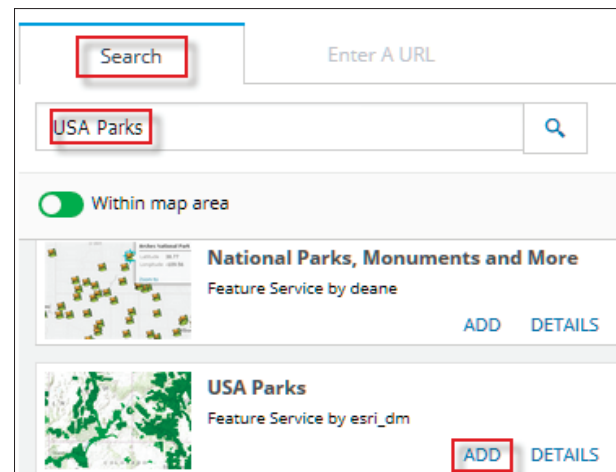 Search
Enter A URL
USA Parks
Within map area
National Parks, Monuments and More
Feature Service by deane
ADD
DETAILS
USA Parks
Feature Service by esri_dm
ADD
DETAILS